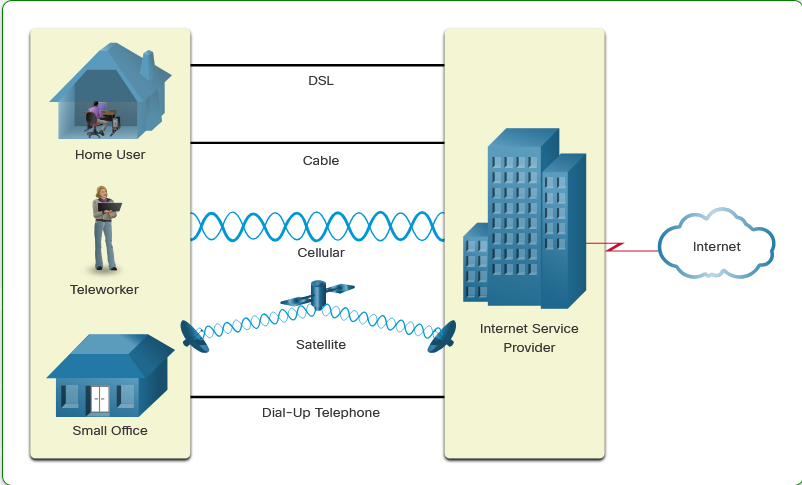 Home User
Teleworker
Small Office
DSL
Cable
Cellular
Satellite
Dial-Up Telephone
Internet Service
Provider
Internet